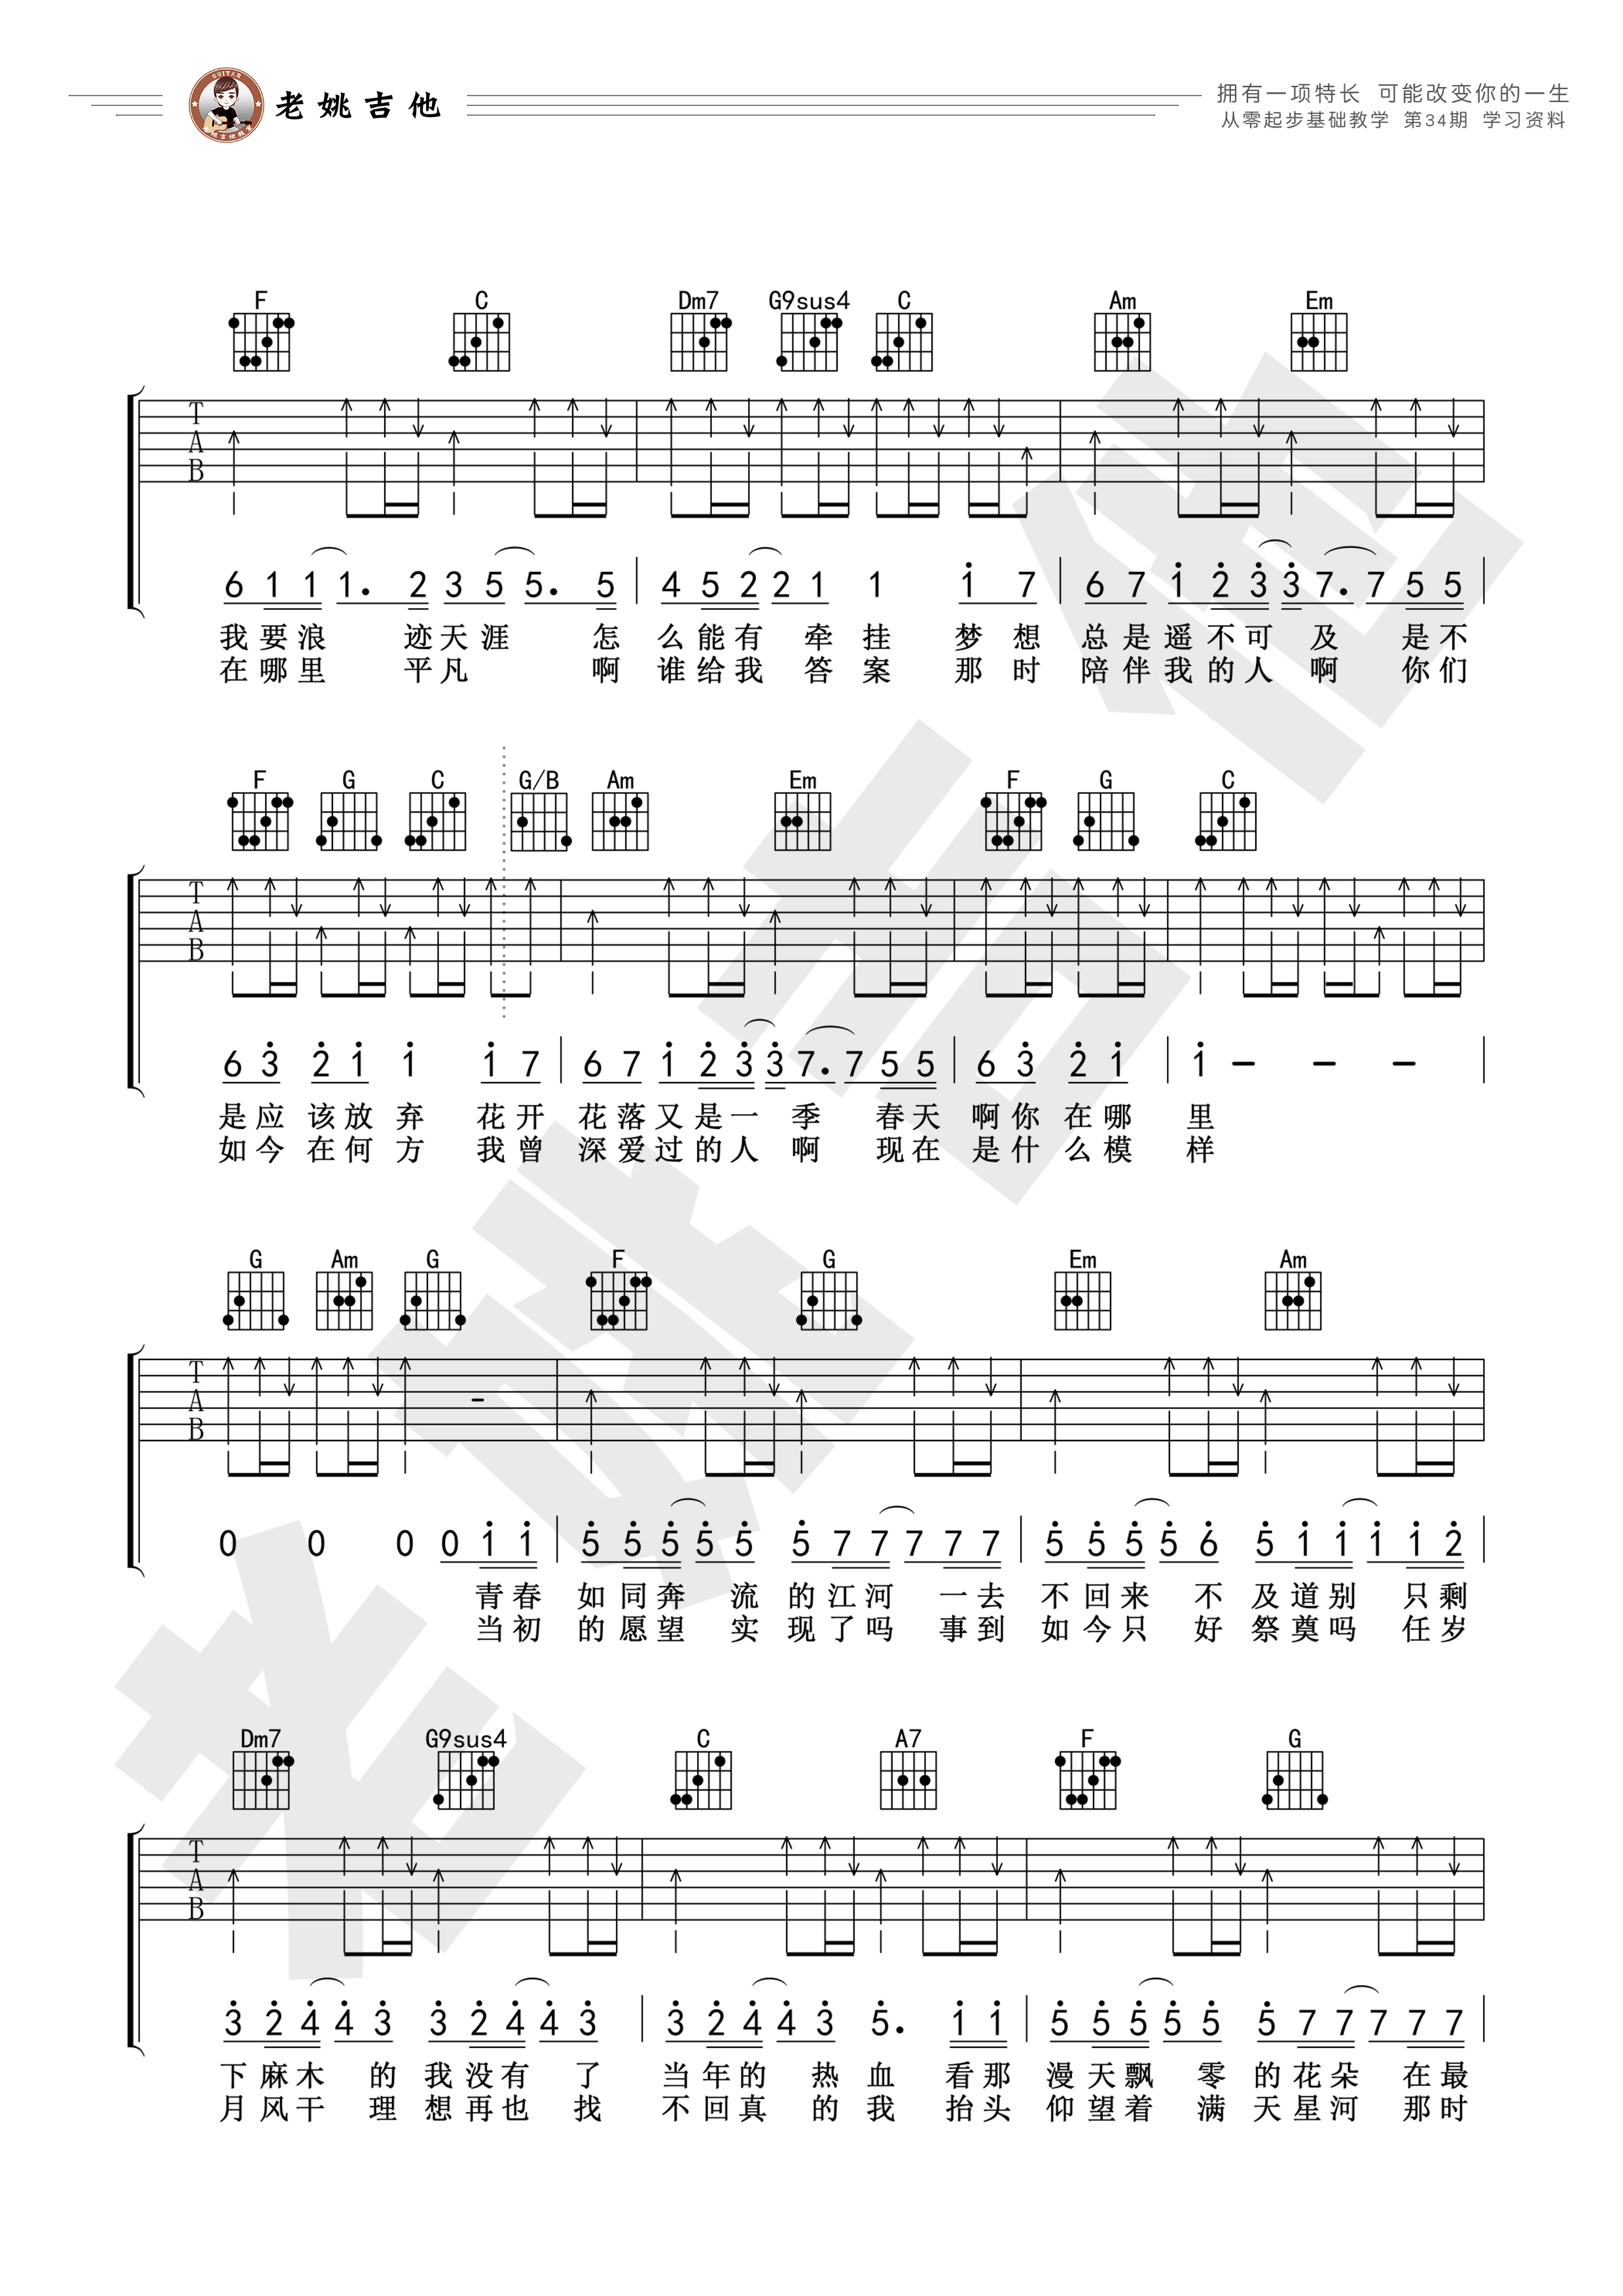 GUITAR
老姚吉他教室
老姚吉他
拥有一项特长 可能改变你的一生
从零起步基础教学 第34期 学习资料
F C Dm7 G9sus4 C Am Em
T
A
B
6 1 1 1. 2 3 5 5. 5 | 4 5 2 2 1 1 1 7 | 6 7 1 2 3 3 7. 7 5 5 |
我要浪 迹天涯 怎么能有 牵挂 梦想总是遥不可及 是不
在哪里 平凡 啊谁给我 答案 那时陪伴我的人啊 你们
F G C G/B Am Em F G C
T
A
B
6 3 2 1 1 1 7 | 6 7 1 2 3 3 7. 7 5 5 | 6 3 2 1 | 1 - - - |
是应该放弃 花开花落又是一季 春天啊你在哪里
如今在何方 我曾深爱过的人啊 现在是什么模样
G Am G F G Em Am
T
A
B
0 0 0 0 1 1 | 5 5 5 5 5 5 7 7 7 7 7 | 5 5 5 5 6 5 1 1 1 1 2 |
青春如同奔 流的江河 一去不回来 不及道别 只剩
当初的愿望 实现了吗 事到如今只 好祭奠吗 任岁
Dm7 G9sus4 C A7 F G
T
A
B
3 2 4 4 3 3 2 4 4 3 | 3 2 4 4 3 5. 1 1 | 5 5 5 5 5 5 7 7 7 7 7 |
下麻木 的我没有 了当年的 热血 看那漫天飘 零的花朵 在最
月风干 理想再也 找不回真 的我 抬头仰望着 满天星河 那时
老姚吉他